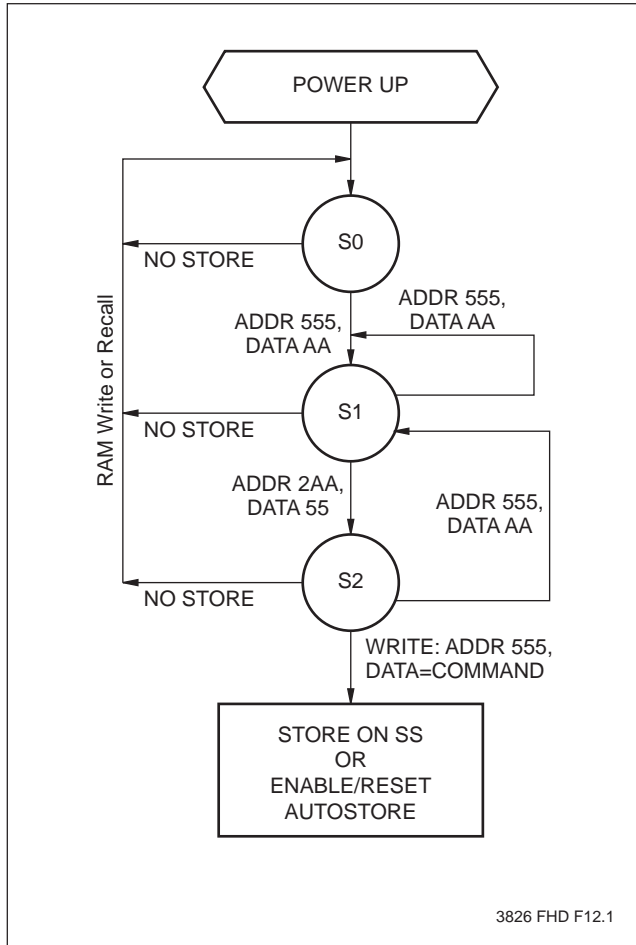 POWER UP
S0
NO STORE
ADDR 555,
DATA AA
ADDR 555,
DATA AA
RAM Write or Recall
S1
NO STORE
ADDR 2AA,
DATA 55
ADDR 555,
DATA AA
S2
NO STORE
WRITE: ADDR 555,
DATA=COMMAND
STORE ON SS
OR
ENABLE/RESET
AUTOSTORE
3826 FHD F12.1